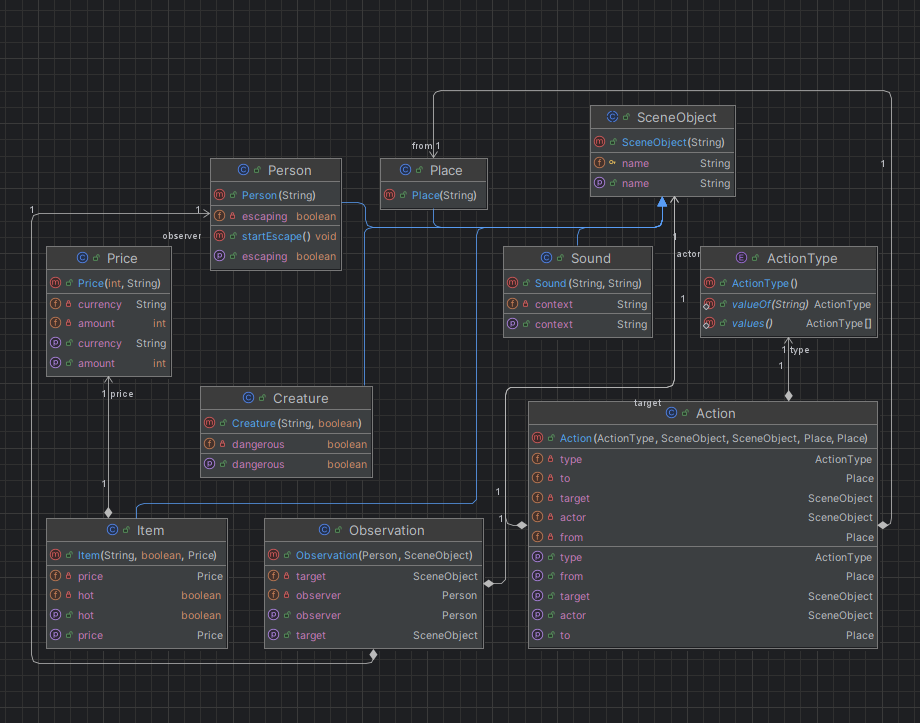 SceneObject
SceneObject(String)
name String
name String
from 1
1
Person
Person(String)
escaping boolean
startEscape() void
escaping boolean
Place
Place(String)
1
1
observer
1
actor
1
Price
Price(int, String)
currency String
amount int
currency String
amount int
Sound
Sound(String, String)
context String
context String
ActionType
ActionType()
valueOf(String) ActionType
values() ActionType[]
1 type
1
1 price
1
Creature
Creature(String, boolean)
dangerous boolean
dangerous boolean
target
1
1
Action
Action(ActionType, SceneObject, SceneObject, Place, Place)
type ActionType
to Place
target SceneObject
actor SceneObject
from Place
type ActionType
from Place
target SceneObject
actor SceneObject
to Place
Item
Item(String, boolean, Price)
price Price
hot boolean
hot boolean
price Price
Observation
Observation(Person, SceneObject)
target SceneObject
observer Person
observer Person
target SceneObject